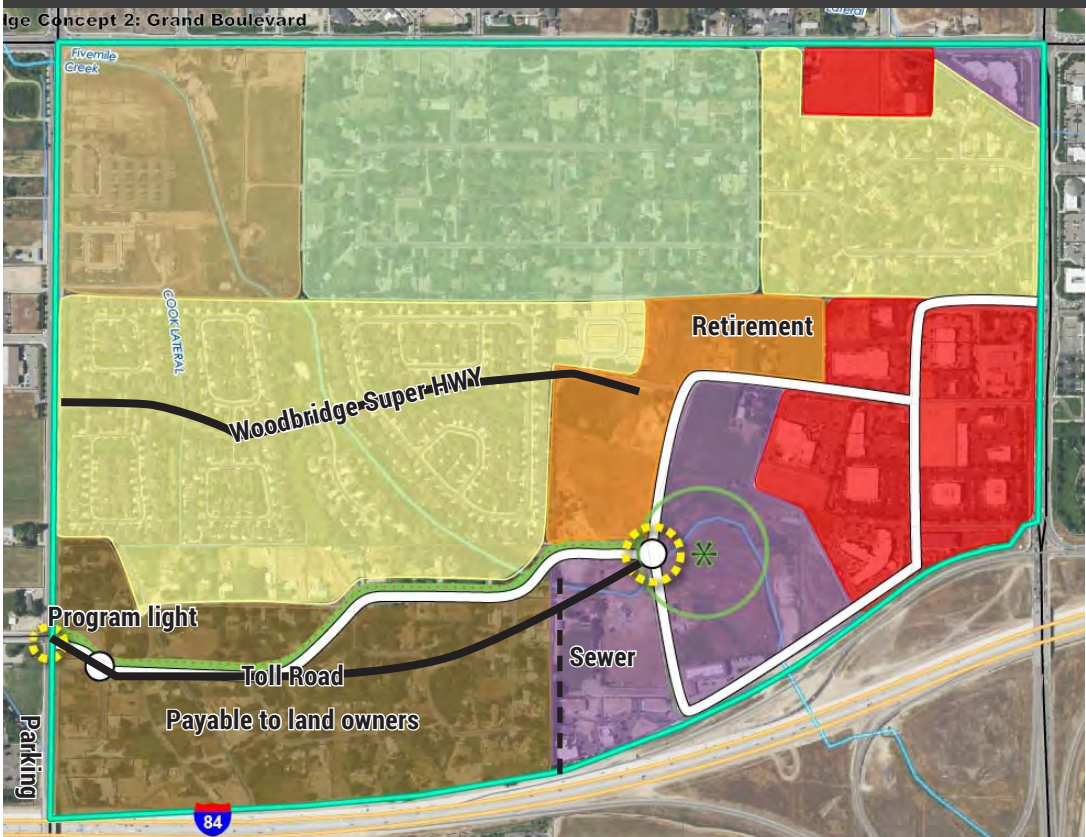 dge Concept 2: Grand Boulevard
Lateral
Fivemile
Creek
COOK LATERAL
Retirement
Woodbridge Super HWY
Program light
Toll Road
Sewer
Payable to land owners
Parking
84